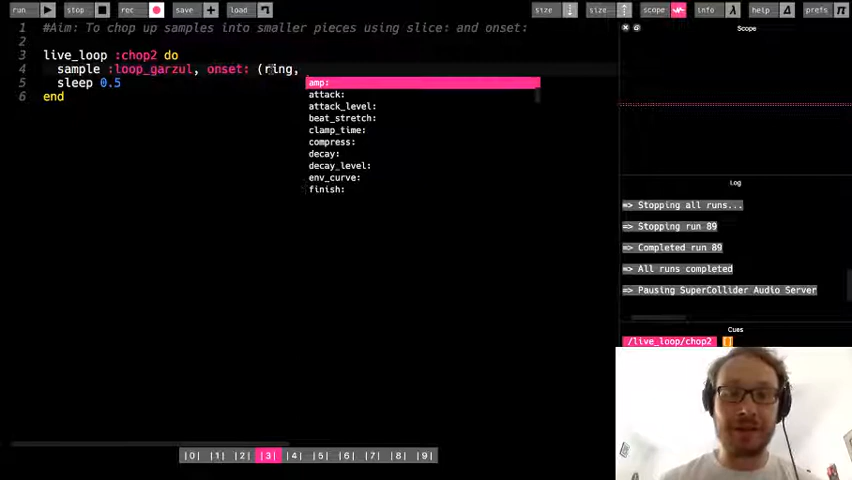 run stop rec save load size size scope info help prefs
1 #Aim: To chop up samples into smaller pieces using slice: and onset:
2
3 live_loop :chop2 do
4 sample :loop_garzul, onset: (ring,
5 sleep 0.5
6 end
amp:
attack:
attack_level:
beat_stretch:
clamp_time:
compress:
decay:
decay_level:
env_curve:
finish:
Scope
Log
=> Stopping all runs...
=> Stopping run 89
=> Completed run 89
=> All runs completed
=> Pausing SuperCollider Audio Server
Cues
/live_loop/chop2 []
|0| |1| |2| |3| |4| |5| |6| |7| |8| |9|